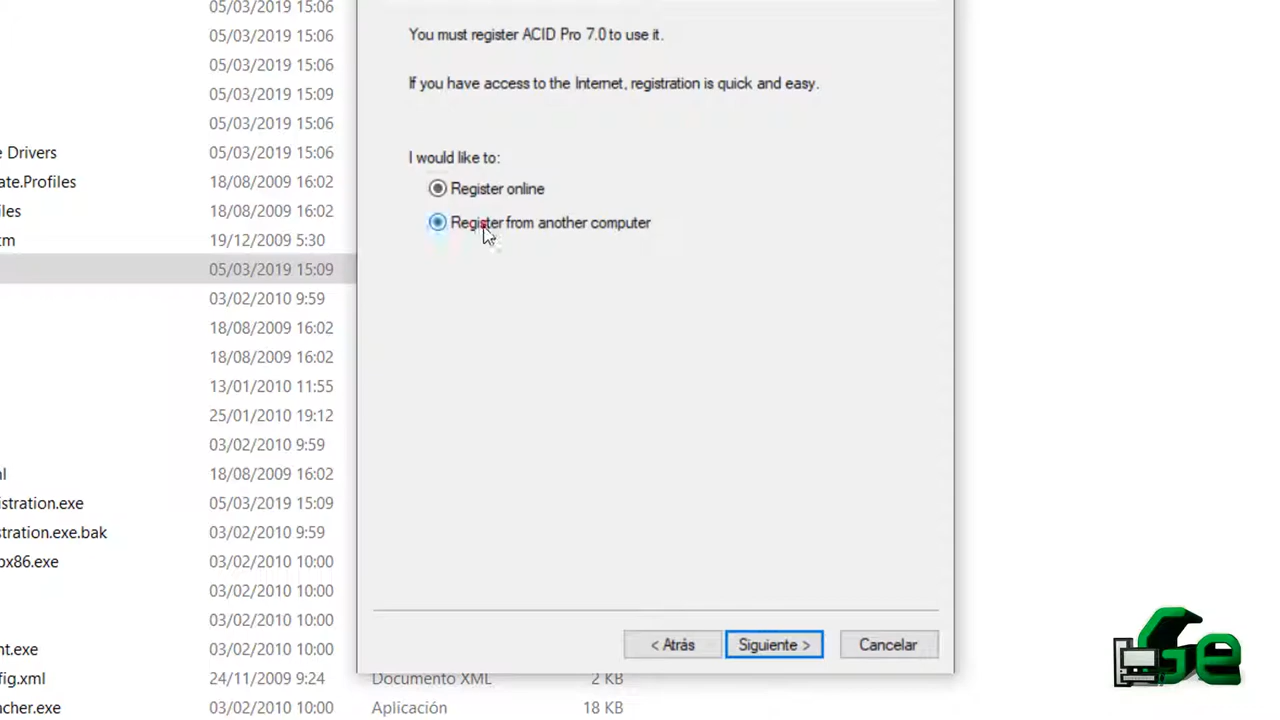 05/03/2019 15:06
05/03/2019 15:06
05/03/2019 15:06
05/03/2019 15:09
05/03/2019 15:06
e Drivers 05/03/2019 15:06
ate.Profiles 18/08/2009 16:02
iles 18/08/2009 16:02
tm 19/12/2009 5:30
05/03/2019 15:09
03/02/2010 9:59
18/08/2009 16:02
18/08/2009 16:02
13/01/2010 11:55
25/01/2010 19:12
03/02/2010 9:59
al 18/08/2009 16:02
istration.exe 05/03/2019 15:09
stration.exe.bak 03/02/2010 9:59
px86.exe 03/02/2010 10:00
03/02/2010 10:00
03/02/2010 10:00
nt.exe 03/02/2010 10:00
fig.xml 24/11/2009 9:24 Documento XML 2 KB
acher.exe 03/02/2010 10:00 Aplicación 18 KB
You must register ACID Pro 7.0 to use it.
If you have access to the Internet, registration is quick and easy.
I would like to:
Register online
Register from another computer
< Atrás Siguiente > Cancelar
Ge